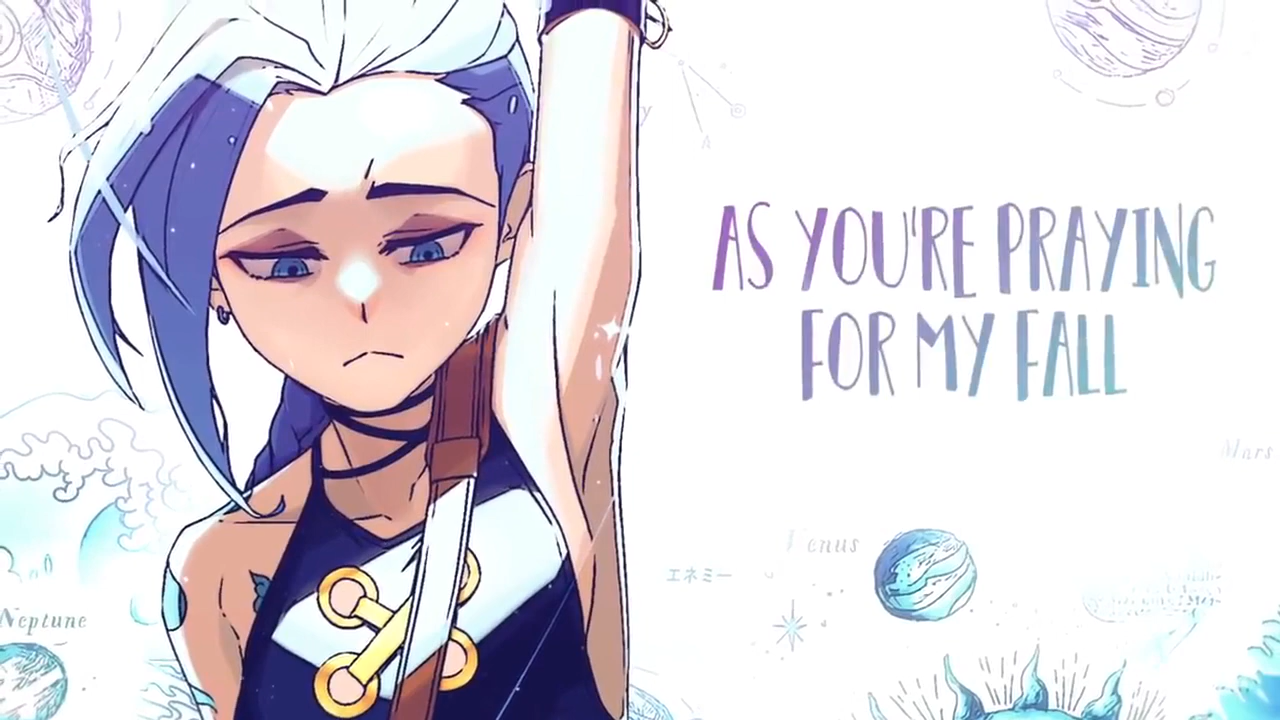 AS YOU'RE PRAYING
FOR MY FALL
Mars
Venus
エネミー
Neptune